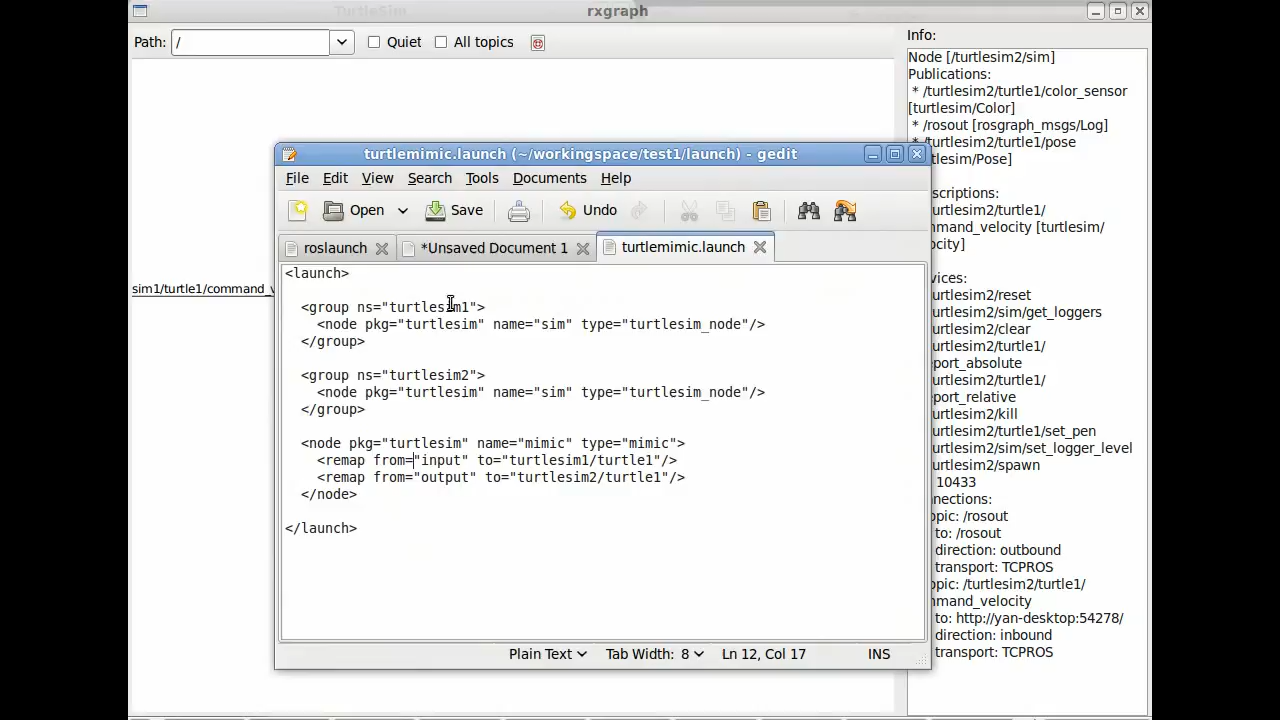 TurtleSim
rxgraph
Path: /
Quiet
All topics
Info:
Node [/turtlesim2/sim]
Publications:
* /turtlesim2/turtle1/color_sensor
[turtlesim/Color]
* /rosout [rosgraph_msgs/Log]
* /turtlesim2/turtle1/pose
tlesim/Pose]
scriptions:
urtlesim2/turtle1/
mmand_velocity [turtlesim/
ocity]
vices:
urtlesim2/reset
urtlesim2/sim/get_loggers
urtlesim2/clear
urtlesim2/turtle1/
eport_absolute
urtlesim2/turtle1/
eport_relative
urtlesim2/kill
urtlesim2/turtle1/set_pen
urtlesim2/sim/set_logger_level
urtlesim2/spawn
10433
nnections:
opic: /rosout
to: /rosout
direction: outbound
transport: TCPROS
opic: /turtlesim2/turtle1/
mmand_velocity
to: http://yan-desktop:54278/
direction: inbound
transport: TCPROS
sim1/turtle1/command_v
turtlemimic.launch (~/workingspace/test1/launch) - gedit
File Edit View Search Tools Documents Help
Open Save Undo
roslaunch *Unsaved Document 1 turtlemimic.launch
<launch>
<group ns="turtlesim1">
<node pkg="turtlesim" name="sim" type="turtlesim_node"/>
</group>
<group ns="turtlesim2">
<node pkg="turtlesim" name="sim" type="turtlesim_node"/>
</group>
<node pkg="turtlesim" name="mimic" type="mimic">
<remap from="input" to="turtlesim1/turtle1"/>
<remap from="output" to="turtlesim2/turtle1"/>
</node>
</launch>
Plain Text Tab Width: 8 Ln 12, Col 17 INS